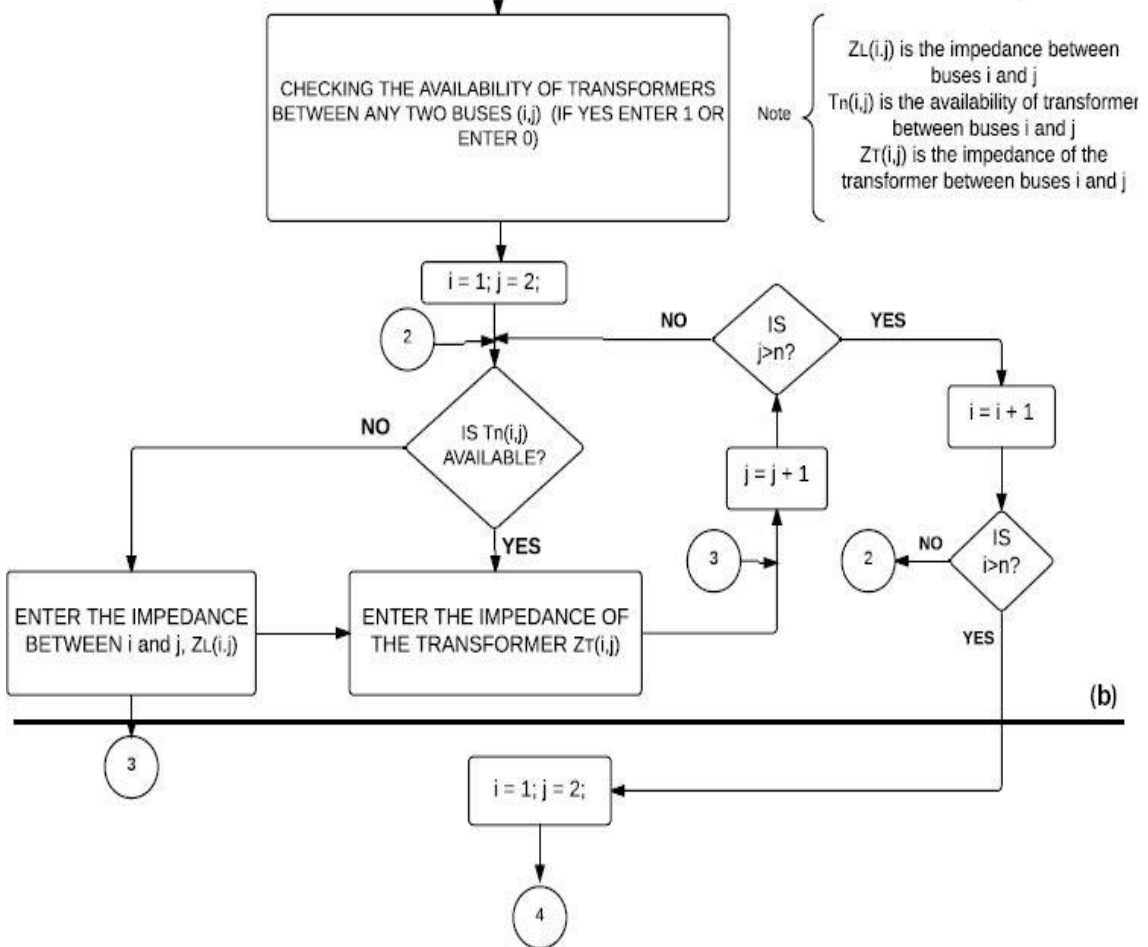 CHECKING THE AVAILABILITY OF TRANSFORMERS
BETWEEN ANY TWO BUSES (i,j) (IF YES ENTER 1 OR
ENTER 0)
Note
ZL(i.j) is the impedance between
buses i and j
Tn(i,j) is the availability of transformer
between buses i and j
ZT(i,j) is the impedance of the
transformer between buses i and j
i = 1; j = 2;
2
NO
IS
j>n?
YES
i = i + 1
NO
IS Tn(i,j)
AVAILABLE?
j = j + 1
YES
3
2
NO
IS
i>n?
YES
ENTER THE IMPEDANCE
BETWEEN i and j, ZL(i.j)
ENTER THE IMPEDANCE OF
THE TRANSFORMER ZT(i,j)
(b)
3
i = 1; j = 2;
4